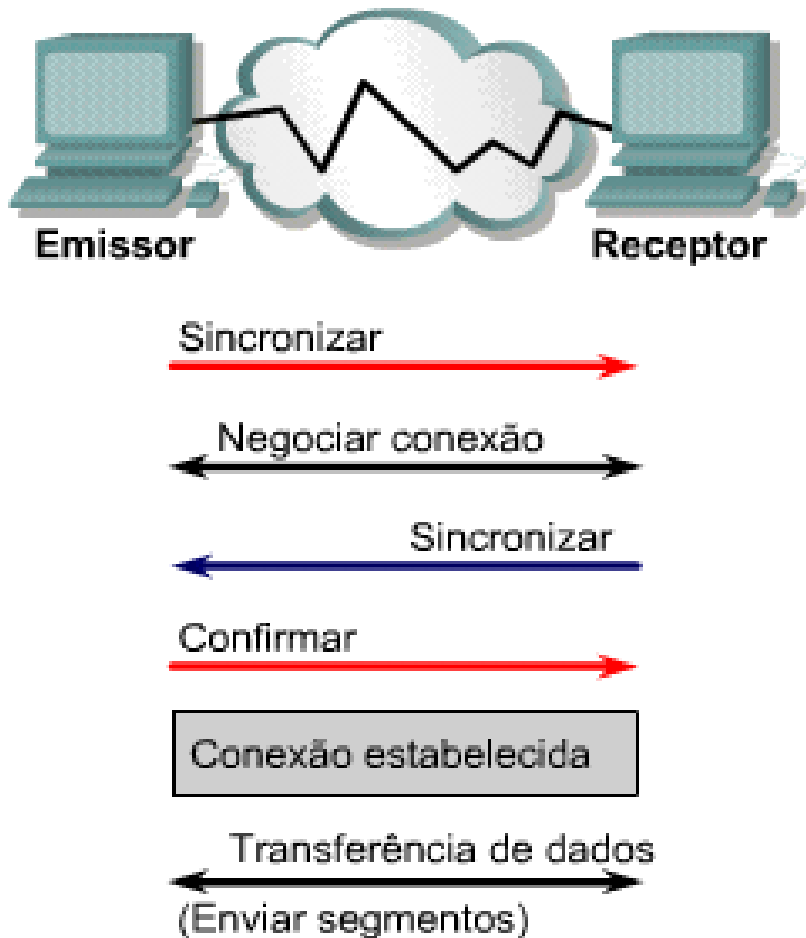 Emissor
Receptor
Sincronizar
Negociar conexão
Sincronizar
Confirmar
Conexão estabelecida
Transferência de dados
(Enviar segmentos)